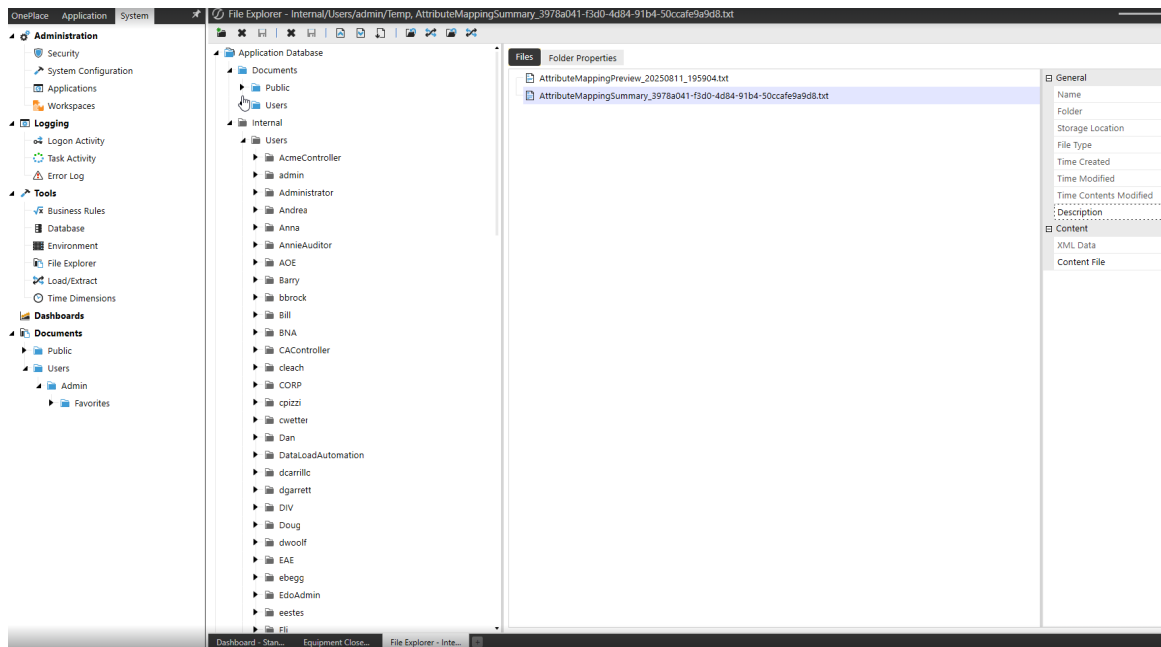 OnePlace Application System
File Explorer - Internal/Users/admin/Temp, AttributeMappingSummary_3978a041-f3d0-4d84-91b4-50ccafe9a9d8.txt
Administration
Security
System Configuration
Applications
Workspaces
Logging
Logon Activity
Task Activity
Error Log
Tools
Business Rules
Database
Environment
File Explorer
Load/Extract
Time Dimensions
Dashboards
Documents
Public
Users
Admin
Favorites
Application Database
Documents
Public
Users
Internal
Users
AcmeController
admin
Administrator
Andrea
Anna
AnnieAuditor
AOE
Barry
bbrock
Bill
BNA
CAController
cleach
CORP
cpizzi
cwetter
Dan
DataLoadAutomation
dcarrillo
dgarrett
DIV
Doug
dwoolf
EAE
ebegg
EdoAdmin
eestes
Files Folder Properties
AttributeMappingPreview_20250811_195904.txt
AttributeMappingSummary_3978a041-f3d0-4d84-91b4-50ccafe9a9d8.txt
General
Name
Folder
Storage Location
File Type
Time Created
Time Modified
Time Contents Modified
Description
Content
XML Data
Content File
Dashboard - Stan... Equipment Close... File Explorer - Inte...